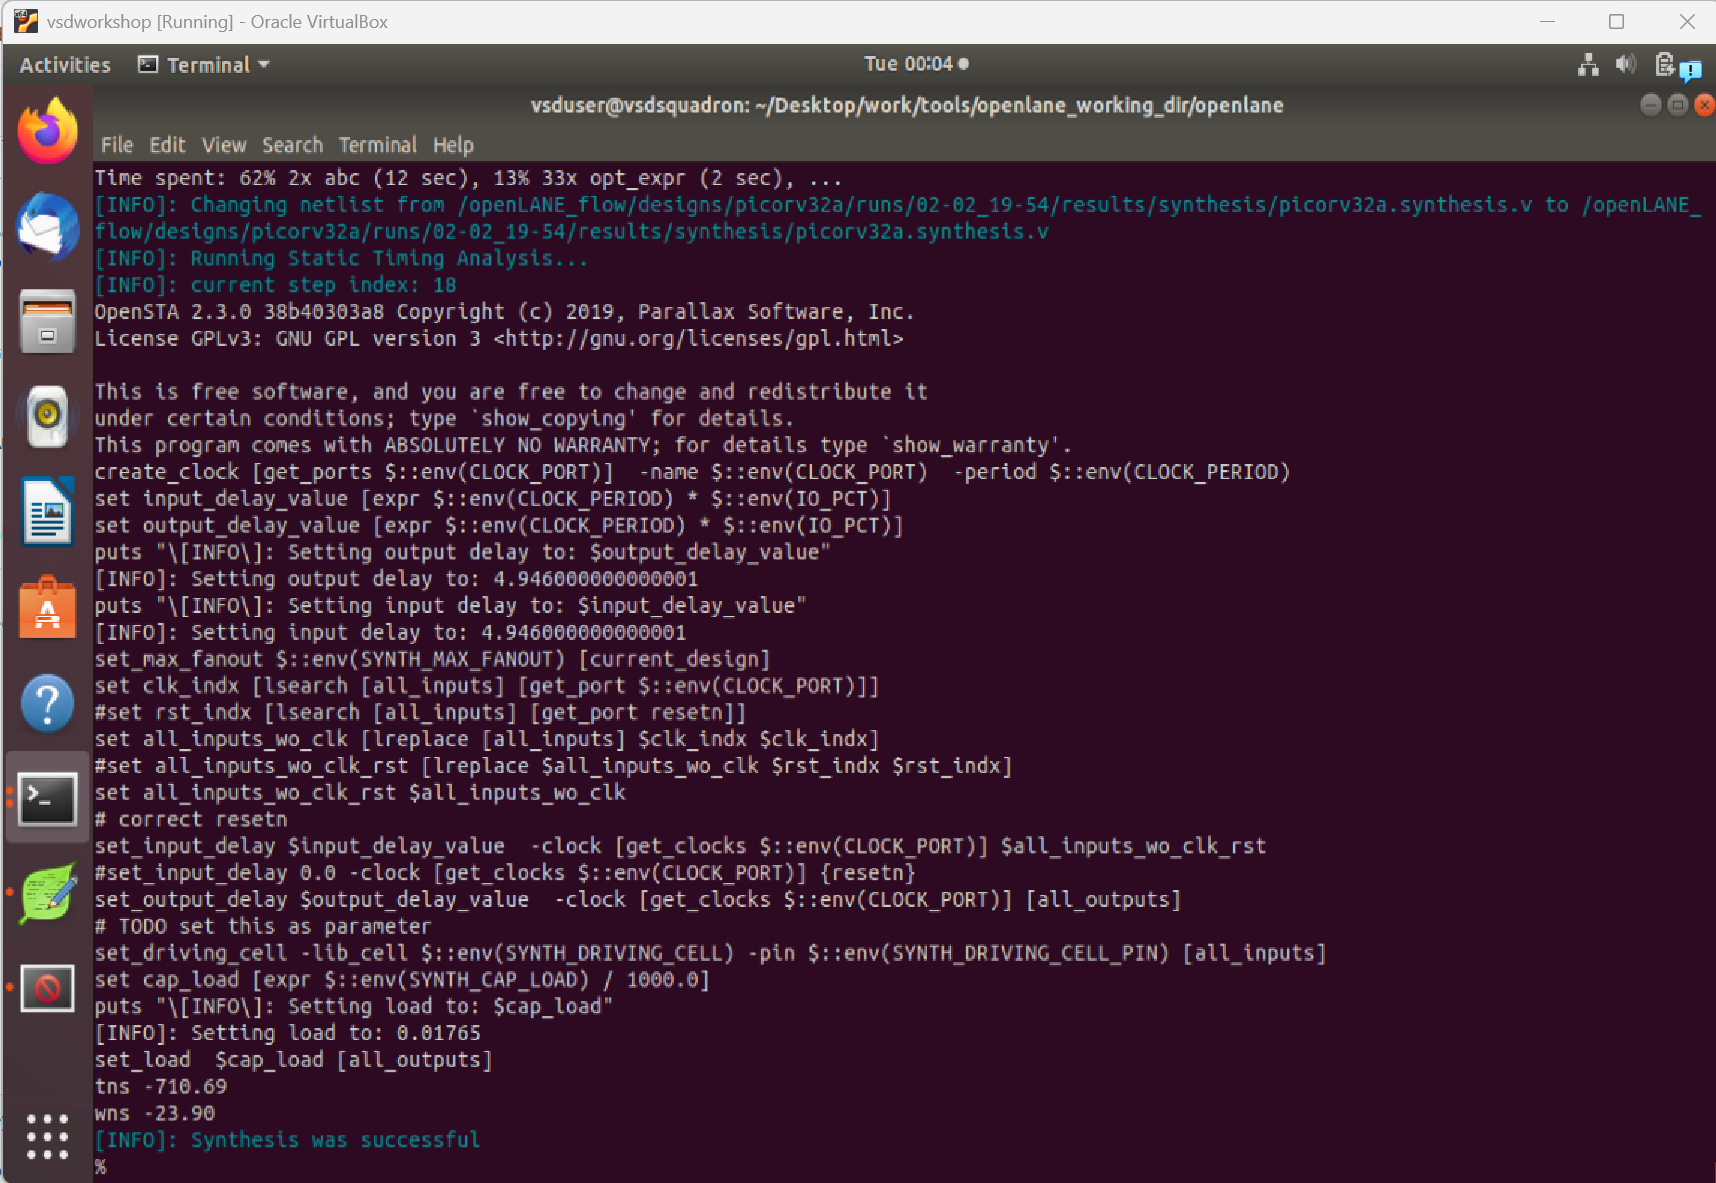 vsdworkshop [Running] - Oracle VirtualBox
Activities Terminal Tue 00:04
vsduser@vsdsquadron: ~/Desktop/work/tools/openlane_working_dir/openlane
File Edit View Search Terminal Help
Time spent: 62% 2x abc (12 sec), 13% 33x opt_expr (2 sec), ...
[INFO]: Changing netlist from /openLANE_flow/designs/picorv32a/runs/02-02_19-54/results/synthesis/picorv32a.synthesis.v to /openLANE_
flow/designs/picorv32a/runs/02-02_19-54/results/synthesis/picorv32a.synthesis.v
[INFO]: Running Static Timing Analysis...
[INFO]: current step index: 18
OpenSTA 2.3.0 38b40303a8 Copyright (c) 2019, Parallax Software, Inc.
License GPLv3: GNU GPL version 3 <http://gnu.org/licenses/gpl.html>
This is free software, and you are free to change and redistribute it
under certain conditions; type `show_copying' for details.
This program comes with ABSOLUTELY NO WARRANTY; for details type `show_warranty'.
create_clock [get_ports $::env(CLOCK_PORT)]  -name $::env(CLOCK_PORT)  -period $::env(CLOCK_PERIOD)
set input_delay_value [expr $::env(CLOCK_PERIOD) * $::env(IO_PCT)]
set output_delay_value [expr $::env(CLOCK_PERIOD) * $::env(IO_PCT)]
puts "\[INFO\]: Setting output delay to: $output_delay_value"
[INFO]: Setting output delay to: 4.946000000000001
puts "\[INFO\]: Setting input delay to: $input_delay_value"
[INFO]: Setting input delay to: 4.946000000000001
set_max_fanout $::env(SYNTH_MAX_FANOUT) [current_design]
set clk_indx [lsearch [all_inputs] [get_port $::env(CLOCK_PORT)]]
#set rst_indx [lsearch [all_inputs] [get_port resetn]]
set all_inputs_wo_clk [lreplace [all_inputs] $clk_indx $clk_indx]
#set all_inputs_wo_clk_rst [lreplace $all_inputs_wo_clk $rst_indx $rst_indx]
set all_inputs_wo_clk_rst $all_inputs_wo_clk
# correct resetn
set_input_delay $input_delay_value  -clock [get_clocks $::env(CLOCK_PORT)] $all_inputs_wo_clk_rst
#set_input_delay 0.0 -clock [get_clocks $::env(CLOCK_PORT)] {resetn}
set_output_delay $output_delay_value  -clock [get_clocks $::env(CLOCK_PORT)] [all_outputs]
# TODO set this as parameter
set_driving_cell -lib_cell $::env(SYNTH_DRIVING_CELL) -pin $::env(SYNTH_DRIVING_CELL_PIN) [all_inputs]
set cap_load [expr $::env(SYNTH_CAP_LOAD) / 1000.0]
puts "\[INFO\]: Setting load to: $cap_load"
[INFO]: Setting load to: 0.01765
set_load  $cap_load [all_outputs]
tns -710.69
wns -23.90
[INFO]: Synthesis was successful
%